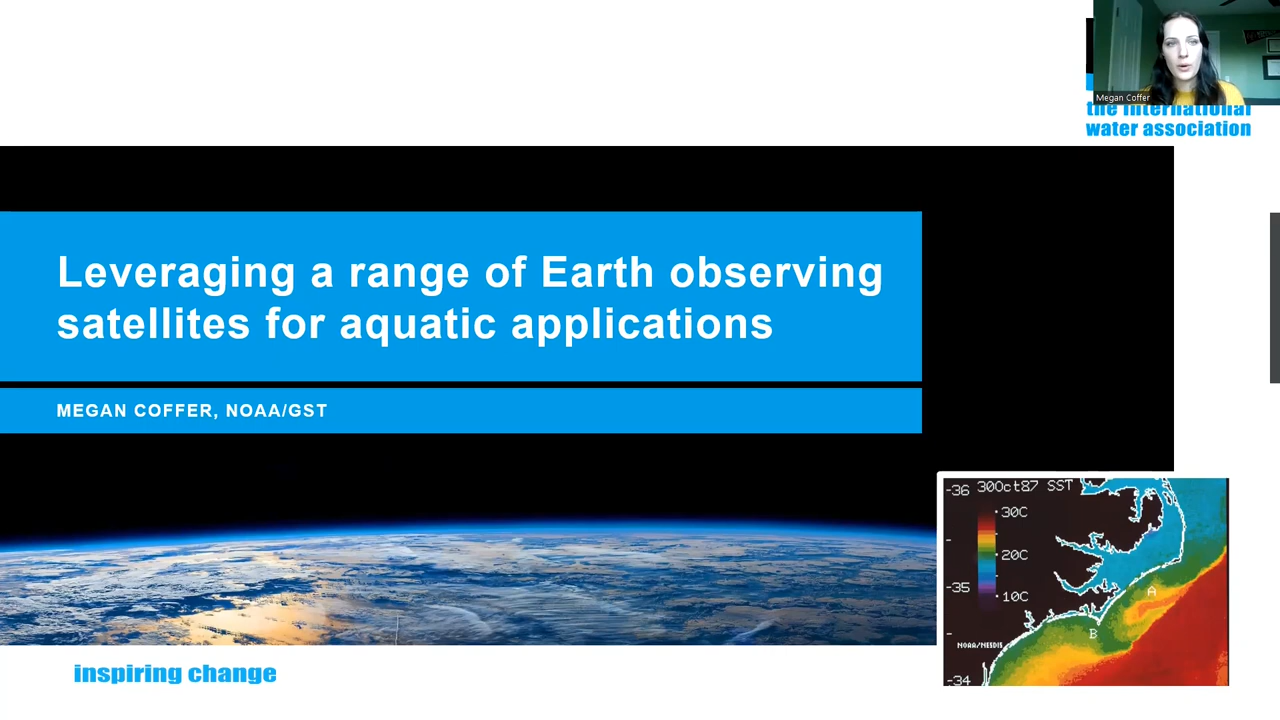 Megan Coffer
the international
water association
Leveraging a range of Earth observing
satellites for aquatic applications
MEGAN COFFER, NOAA/GST
-36 30Oct87 SST
30C
20C
-35
10C
A
B
NOAA/NESDIS
-34
inspiring change